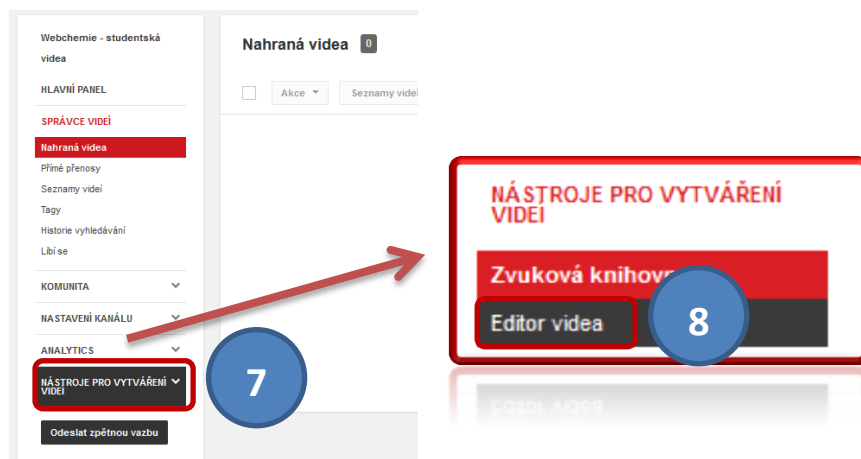 Webchemie - studentská
videa
HLAVNÍ PANEL
SPRÁVCE VIDEÍ
Nahraná videa
Přímé přenosy
Seznamy videí
Tagy
Historie vyhledávání
Líbí se
KOMUNITA
NASTAVENÍ KANÁLU
ANALYTICS
NÁSTROJE PRO VYTVÁŘENÍ
VIDEÍ
Odeslat zpětnou vazbu
7
Nahraná videa 0
Akce
Seznamy
NÁSTROJE PRO VYTVÁŘENÍ
VIDEÍ
Zvuková
Editor videa
8